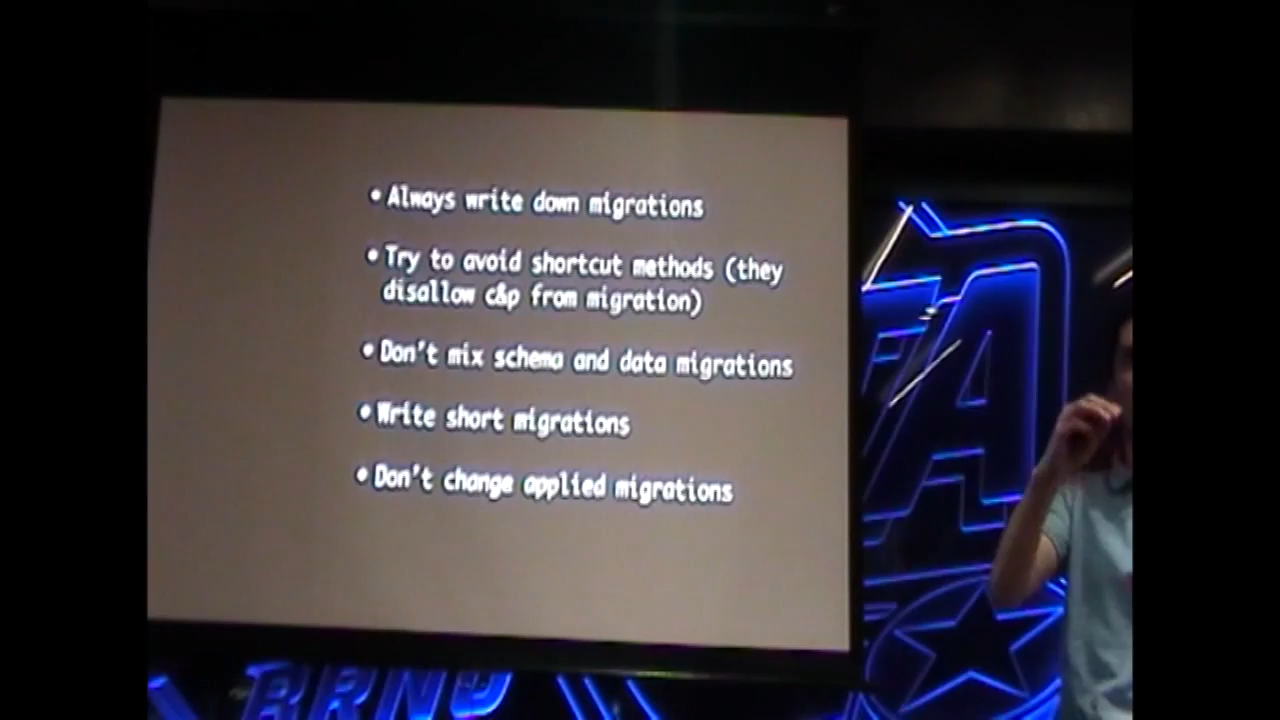 • Always write down migrations
• Try to avoid shortcut methods (they
disallow c&p from migration)
• Don't mix schema and data migrations
• Write short migrations
• Don't change applied migrations
BRNO